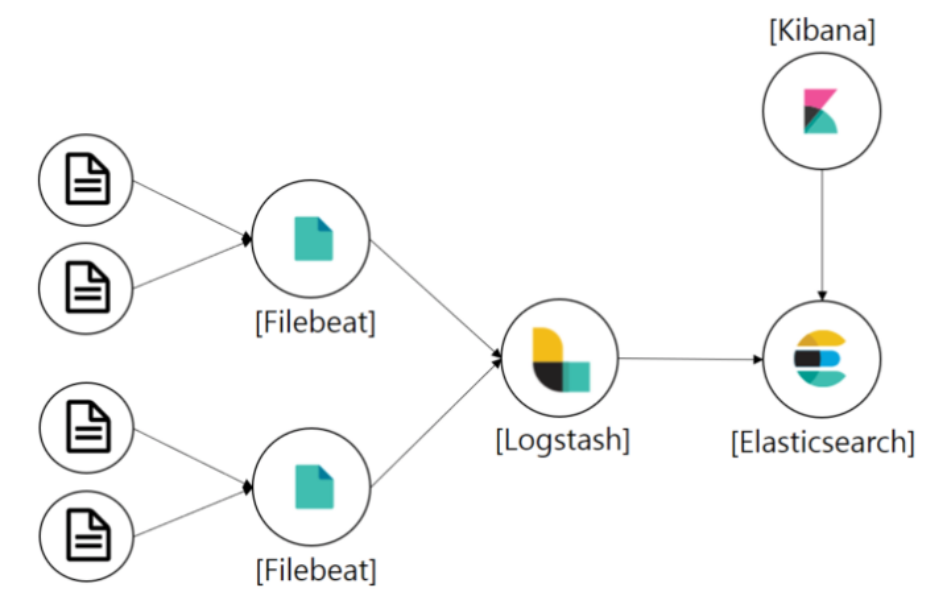 [Kibana]
[Filebeat]
[Logstash]
[Elasticsearch]
[Filebeat]